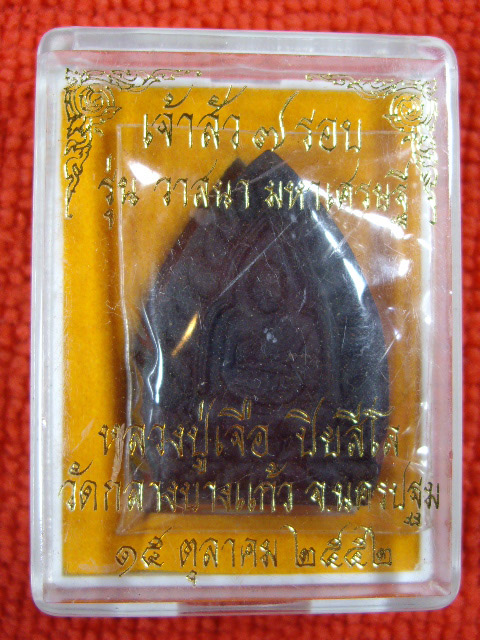 เจ้าสัว ๗ รอบ
รุ่น วาสนา มหาเศรษฐี
หลวงปู่เจือ ปิยสีโล
วัดกลางบางแก้ว จ.นครปฐม
๑๕ ตุลาคม ๒๕๕๒